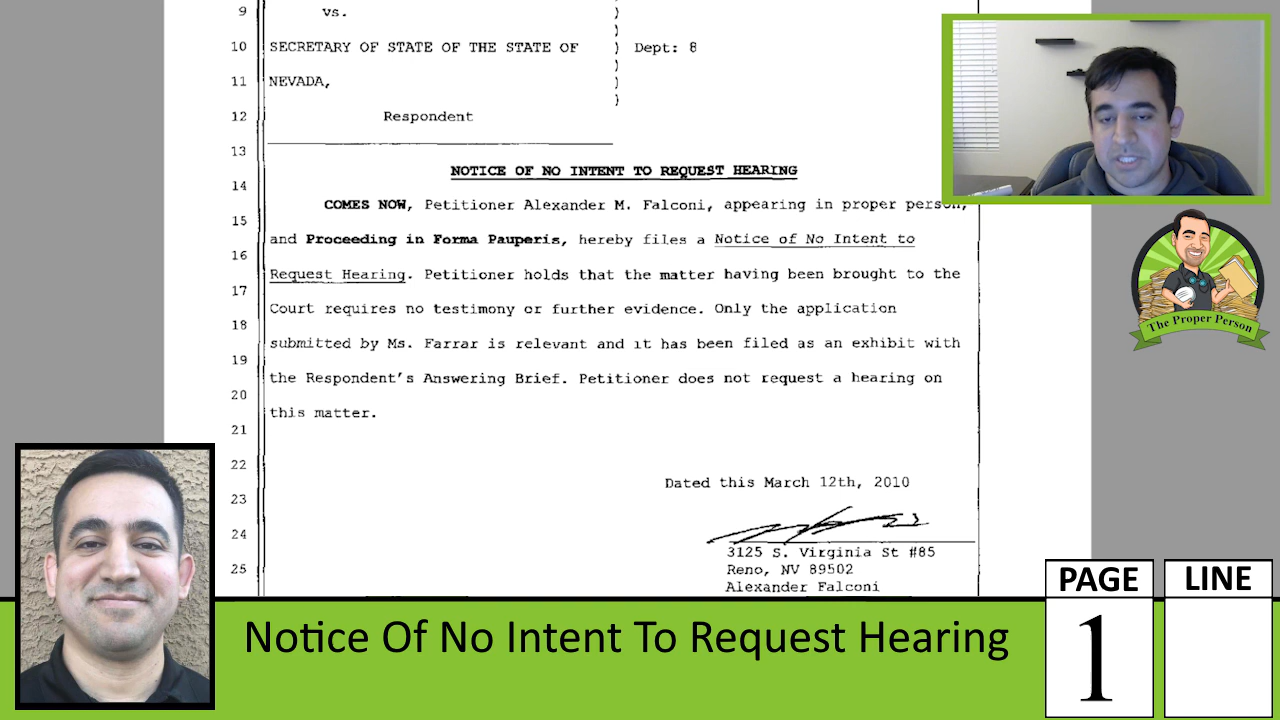 9 vs. )
10 SECRETARY OF STATE OF THE STATE OF ) Dept: 8
)
11 NEVADA, )
)
12 Respondent
13
NOTICE OF NO INTENT TO REQUEST HEARING
14
COMES NOW, Petitioner Alexander M. Falconi, appearing in proper person,
15
and Proceeding in Forma Pauperis, hereby files a Notice of No Intent to
16
Request Hearing. Petitioner holds that the matter having been brought to the
17
Court requires no testimony or further evidence. Only the application
18
submitted by Ms. Farrar is relevant and it has been filed as an exhibit with
19
the Respondent's Answering Brief. Petitioner does not request a hearing on
20
this matter.
21
22
Dated this March 12th, 2010
23
24
3125 S. Virginia St #85
25 Reno, NV 89502
Alexander Falconi
The Proper Person
Notice Of No Intent To Request Hearing
PAGE
1
LINE